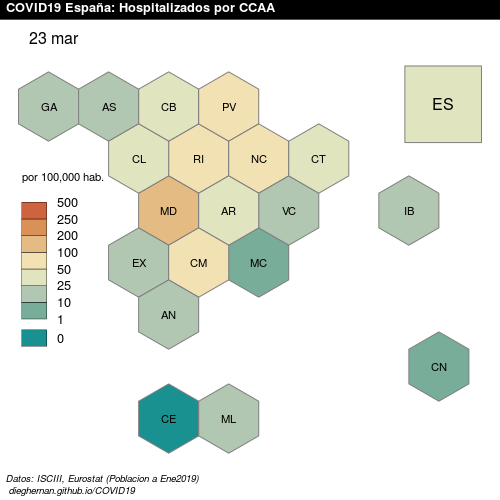 COVID19 España: Hospitalizados por CCAA
23 mar
GA AS CB PV ES
CL RI NC CT
por 100,000 hab.
500
250
200
100
50
25
10
1
0
MD AR VC IB
EX CM MC
AN
CN
CE ML
Datos: ISCIII, Eurostat (Poblacion a Ene2019)
dieghernan.github.io/COVID19